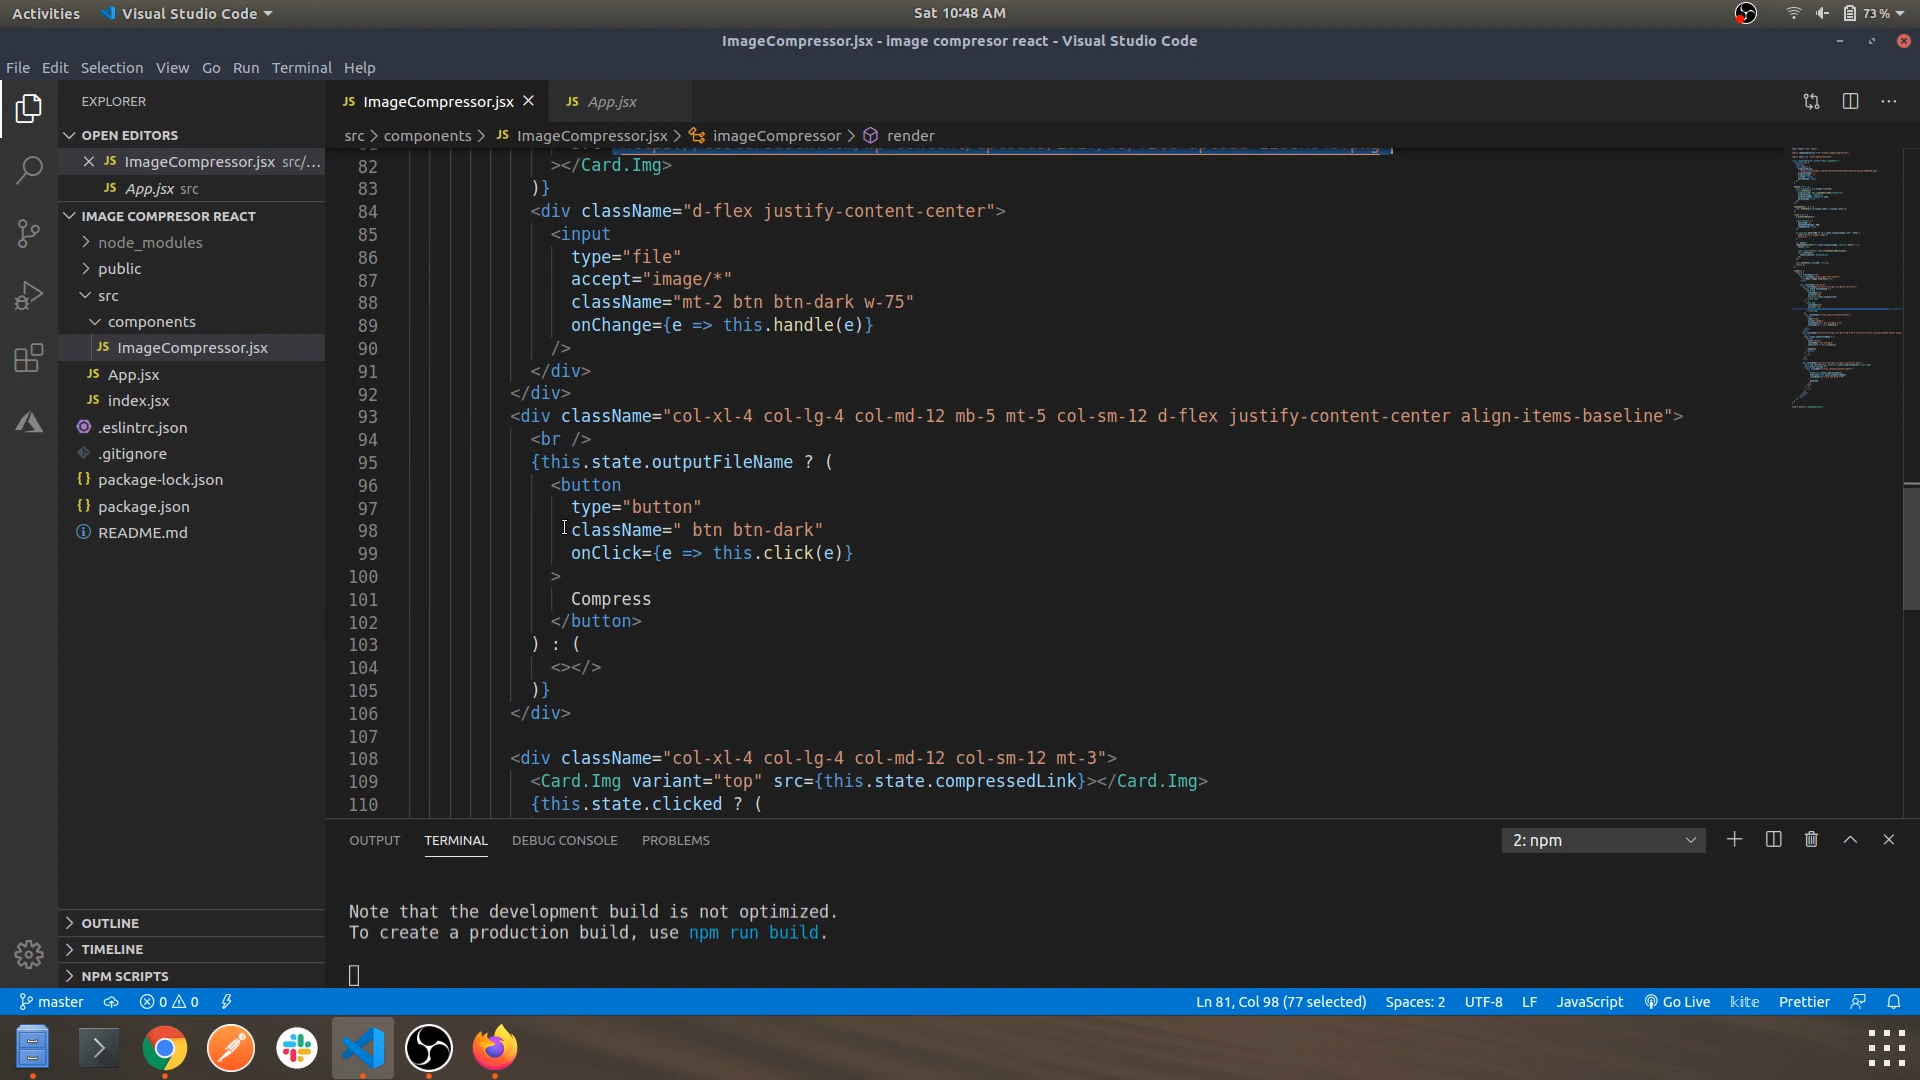 Activities Visual Studio Code Sat 10:48 AM 73 %
ImageCompressor.jsx - image compresor react - Visual Studio Code
File Edit Selection View Go Run Terminal Help
EXPLORER
OPEN EDITORS
ImageCompressor.jsx src/...
App.jsx src
IMAGE COMPRESOR REACT
node_modules
public
src
components
ImageCompressor.jsx
App.jsx
index.jsx
.eslintrc.json
.gitignore
package-lock.json
package.json
README.md
OUTLINE
TIMELINE
NPM SCRIPTS
JS ImageCompressor.jsx JS App.jsx
src > components > JS ImageCompressor.jsx > imageCompressor > render
82 ></Card.Img>
83 )}
84 <div className="d-flex justify-content-center">
85 <input
86 type="file"
87 accept="image/*"
88 className="mt-2 btn btn-dark w-75"
89 onChange={e => this.handle(e)}
90 />
91 </div>
92 </div>
93 <div className="col-xl-4 col-lg-4 col-md-12 mb-5 mt-5 col-sm-12 d-flex justify-content-center align-items-baseline">
94 <br />
95 {this.state.outputFileName ? (
96 <button
97 type="button"
98 className=" btn btn-dark"
99 onClick={e => this.click(e)}
100 >
101 Compress
102 </button>
103 ) : (
104 <></>
105 )}
106 </div>
107
108 <div className="col-xl-4 col-lg-4 col-md-12 col-sm-12 mt-3">
109 <Card.Img variant="top" src={this.state.compressedLink}></Card.Img>
110 {this.state.clicked ? (
OUTPUT TERMINAL DEBUG CONSOLE PROBLEMS 2: npm
Note that the development build is not optimized.
To create a production build, use npm run build.
master 0 0 Ln 81, Col 98 (77 selected) Spaces: 2 UTF-8 LF JavaScript Go Live kite Prettier